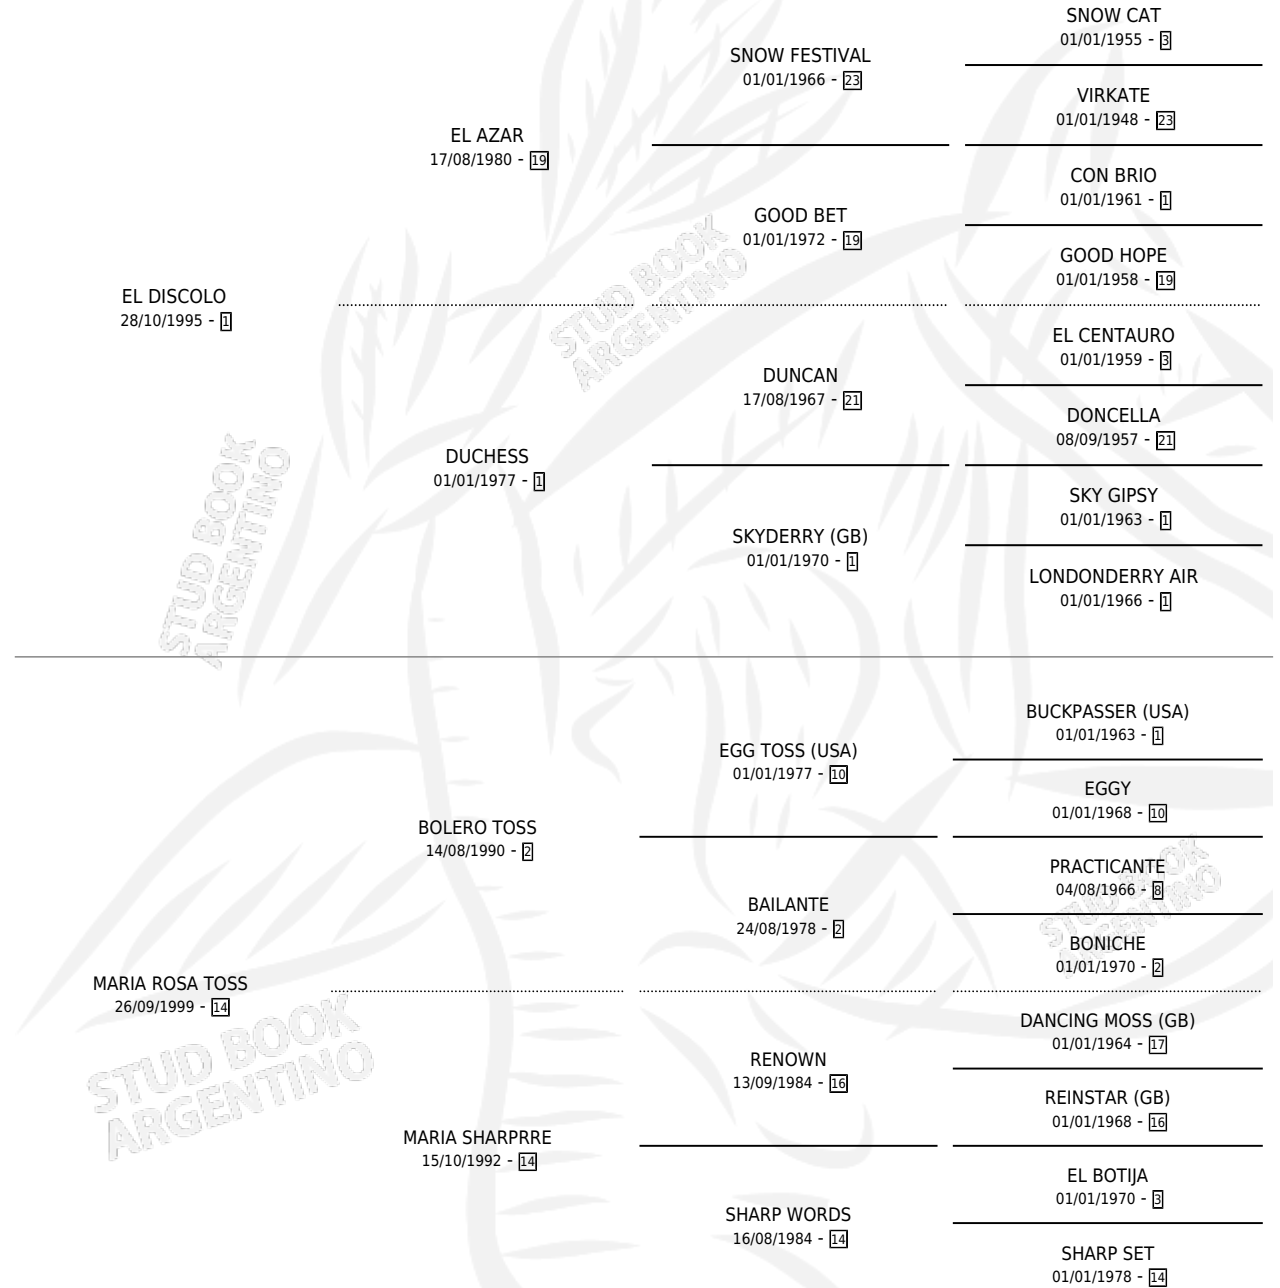 SNOW CAT
01/01/1955 - 3
SNOW FESTIVAL
01/01/1966 - 23
VIRKATE
01/01/1948 - 23
EL AZAR
17/08/1980 - 19
CON BRIO
01/01/1961 - 1
GOOD BET
01/01/1972 - 19
GOOD HOPE
01/01/1958 - 19
EL DISCOLO
28/10/1995 - 1
EL CENTAURO
01/01/1959 - 3
DUNCAN
17/08/1967 - 21
DONCELLA
08/09/1957 - 21
DUCHESS
01/01/1977 - 1
SKY GIPSY
01/01/1963 - 1
SKYDERRY (GB)
01/01/1970 - 1
LONDONDERRY AIR
01/01/1966 - 1
BUCKPASSER (USA)
01/01/1963 - 1
EGG TOSS (USA)
01/01/1977 - 10
EGGY
01/01/1968 - 10
BOLERO TOSS
14/08/1990 - 2
PRACTICANTE
04/08/1966 - 8
BAILANTE
24/08/1978 - 2
BONICHE
01/01/1970 - 2
MARIA ROSA TOSS
26/09/1999 - 14
DANCING MOSS (GB)
01/01/1964 - 17
RENOWN
13/09/1984 - 16
REINSTAR (GB)
01/01/1968 - 16
MARIA SHARPRRE
15/10/1992 - 14
EL BOTIJA
01/01/1970 - 3
SHARP WORDS
16/08/1984 - 14
SHARP SET
01/01/1978 - 14
STUD BOOK
ARGENTINO
STUD BOOK
ARGENTINO
STUD BOOK
ARGENTINO
STUD BOOK
ARGENTINO